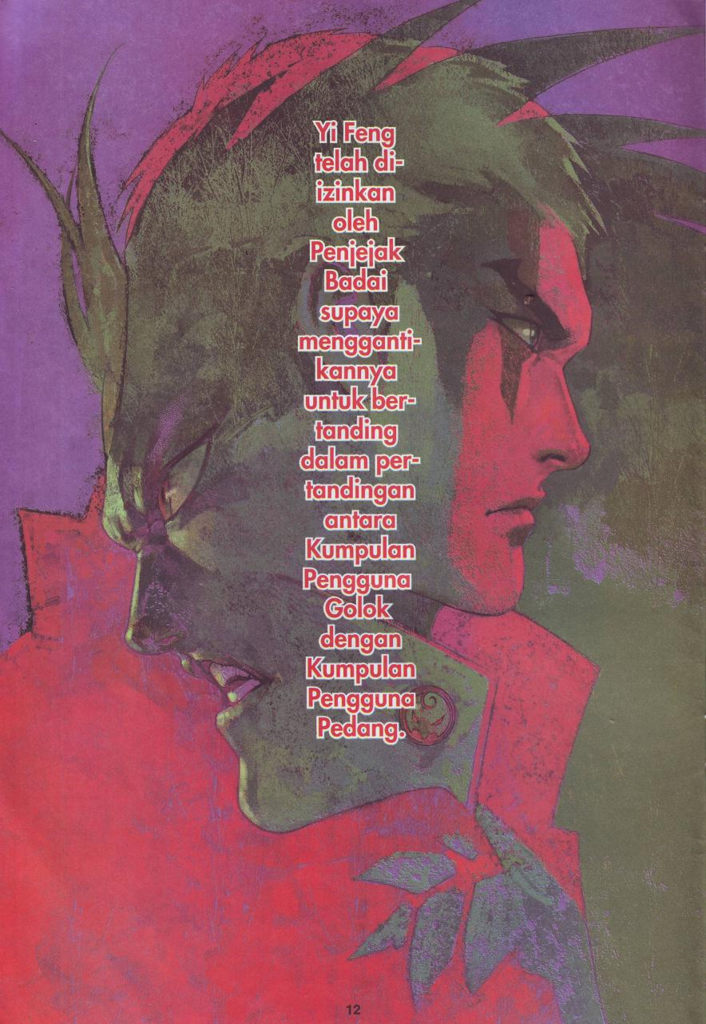 Yi Feng
telah di-
izinkan
oleh
Penjejak
Badai
supaya
mengganti-
kannya
untuk ber-
tanding
dalam per-
tandingan
antara
Kumpulan
Pengguna
Golok
dengan
Kumpulan
Pengguna
Pedang.
12